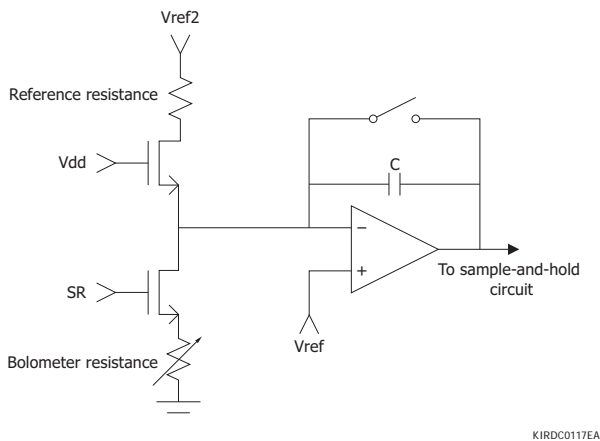 Vref2
Reference resistance
Vdd
C
−
+
To sample-and-hold
circuit
SR
Vref
Bolometer resistance
KIRDC0117EA